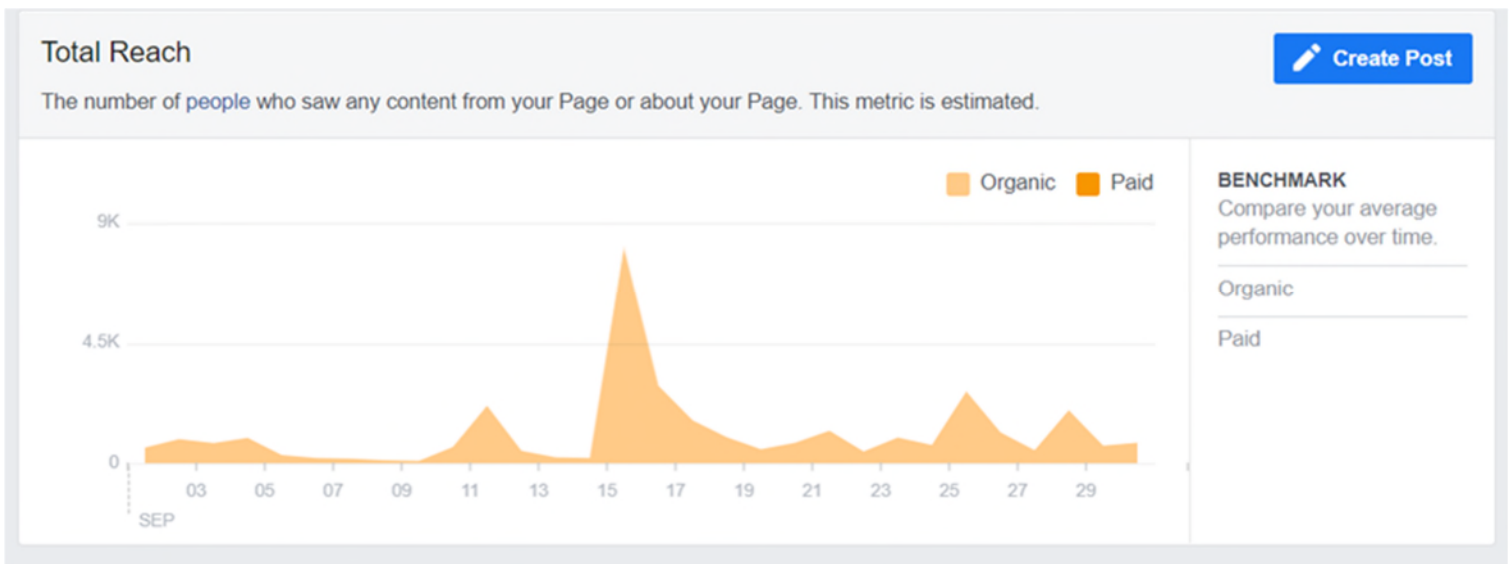 Total Reach
Create Post
The number of people who saw any content from your Page or about your Page. This metric is estimated.
Organic
Paid
BENCHMARK
Compare your average
performance over time.
Organic
Paid
9K
4.5K
0
03 05 07 09 11 13 15 17 19 21 23 25 27 29
SEP